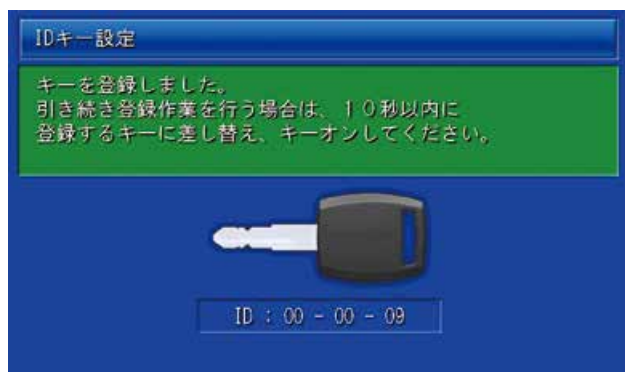 IDキー設定
キーを登録しました。
引き続き登録作業を行う場合は、１０秒以内に
登録するキーに差し替え、キーオンしてください。
ID : 00 - 00 - 09